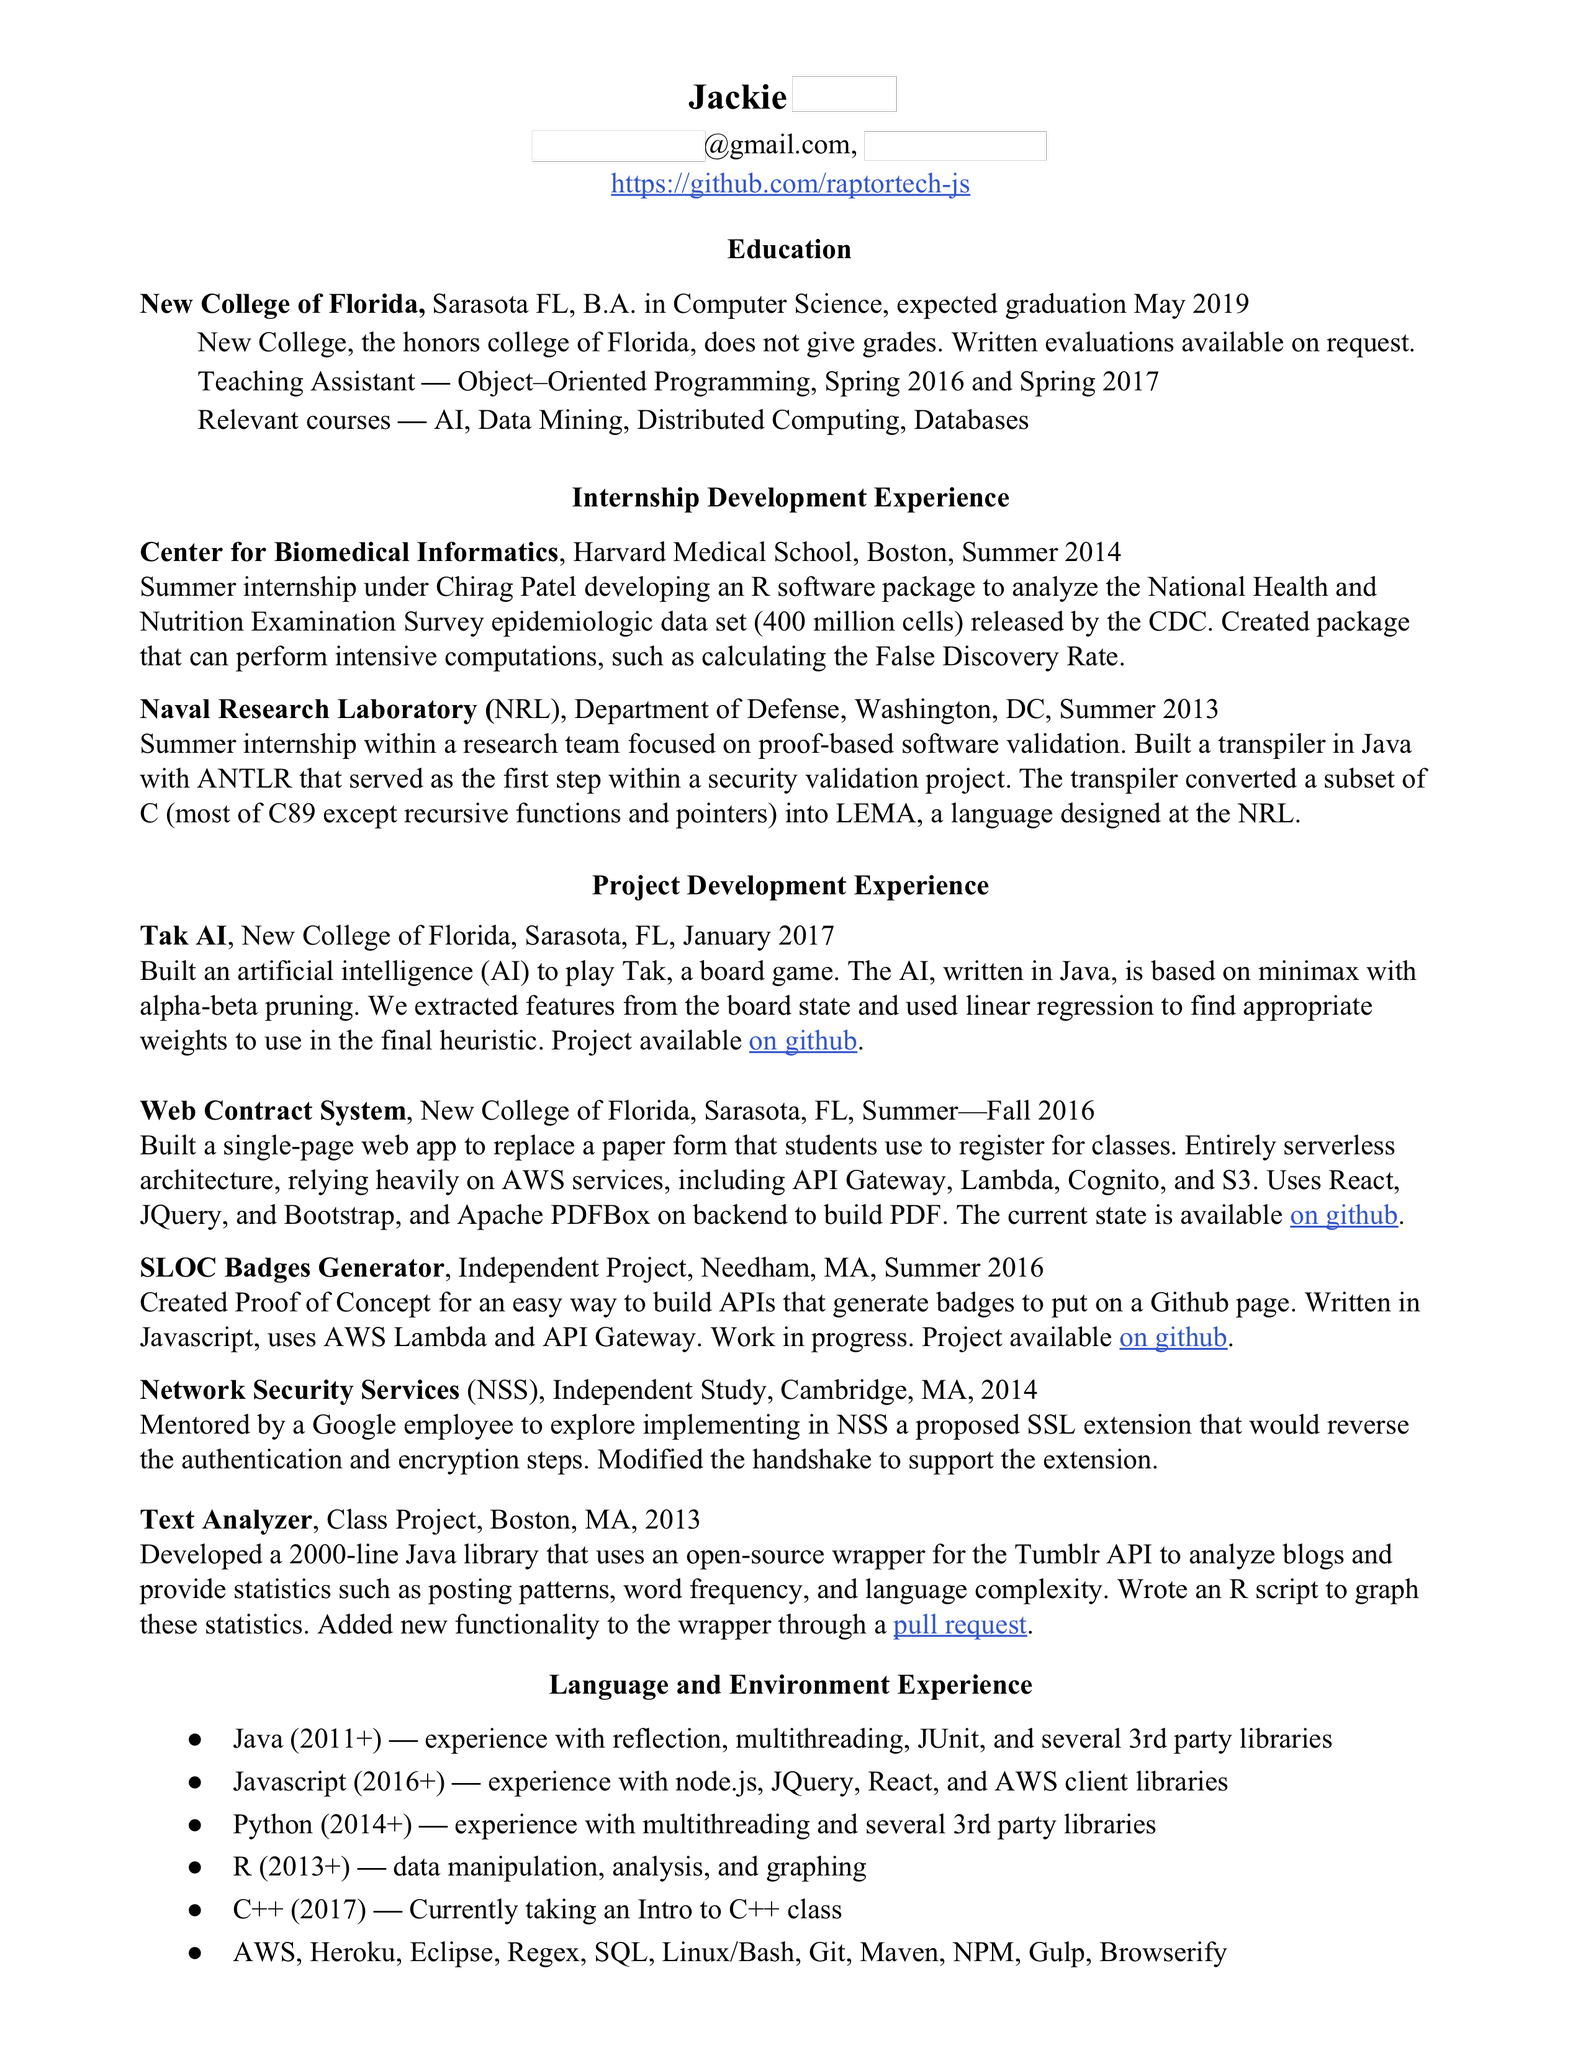 Jackie
@gmail.com,
https://github.com/raptortech-js
Education
New College of Florida, Sarasota FL, B.A. in Computer Science, expected graduation May 2019
New College, the honors college of Florida, does not give grades. Written evaluations available on request.
Teaching Assistant — Object–Oriented Programming, Spring 2016 and Spring 2017
Relevant courses — AI, Data Mining, Distributed Computing, Databases
Internship Development Experience
Center for Biomedical Informatics, Harvard Medical School, Boston, Summer 2014
Summer internship under Chirag Patel developing an R software package to analyze the National Health and
Nutrition Examination Survey epidemiologic data set (400 million cells) released by the CDC. Created package
that can perform intensive computations, such as calculating the False Discovery Rate.
Naval Research Laboratory (NRL), Department of Defense, Washington, DC, Summer 2013
Summer internship within a research team focused on proof-based software validation. Built a transpiler in Java
with ANTLR that served as the first step within a security validation project. The transpiler converted a subset of
C (most of C89 except recursive functions and pointers) into LEMA, a language designed at the NRL.
Project Development Experience
Tak AI, New College of Florida, Sarasota, FL, January 2017
Built an artificial intelligence (AI) to play Tak, a board game. The AI, written in Java, is based on minimax with
alpha-beta pruning. We extracted features from the board state and used linear regression to find appropriate
weights to use in the final heuristic. Project available on github.
Web Contract System, New College of Florida, Sarasota, FL, Summer—Fall 2016
Built a single-page web app to replace a paper form that students use to register for classes. Entirely serverless
architecture, relying heavily on AWS services, including API Gateway, Lambda, Cognito, and S3. Uses React,
JQuery, and Bootstrap, and Apache PDFBox on backend to build PDF. The current state is available on github.
SLOC Badges Generator, Independent Project, Needham, MA, Summer 2016
Created Proof of Concept for an easy way to build APIs that generate badges to put on a Github page. Written in
Javascript, uses AWS Lambda and API Gateway. Work in progress. Project available on github.
Network Security Services (NSS), Independent Study, Cambridge, MA, 2014
Mentored by a Google employee to explore implementing in NSS a proposed SSL extension that would reverse
the authentication and encryption steps. Modified the handshake to support the extension.
Text Analyzer, Class Project, Boston, MA, 2013
Developed a 2000-line Java library that uses an open-source wrapper for the Tumblr API to analyze blogs and
provide statistics such as posting patterns, word frequency, and language complexity. Wrote an R script to graph
these statistics. Added new functionality to the wrapper through a pull request.
Language and Environment Experience
● Java (2011+) — experience with reflection, multithreading, JUnit, and several 3rd party libraries
● Javascript (2016+) — experience with node.js, JQuery, React, and AWS client libraries
● Python (2014+) — experience with multithreading and several 3rd party libraries
● R (2013+) — data manipulation, analysis, and graphing
● C++ (2017) — Currently taking an Intro to C++ class
● AWS, Heroku, Eclipse, Regex, SQL, Linux/Bash, Git, Maven, NPM, Gulp, Browserify